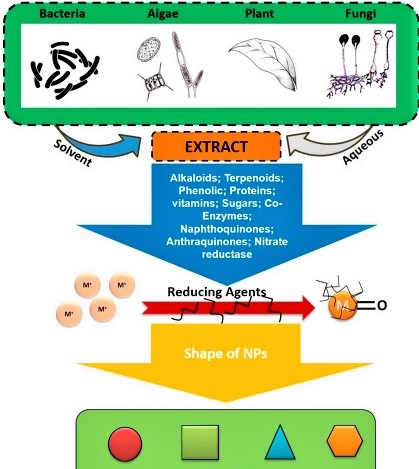 Bacteria Algae Plant Fungi
Solvent
EXTRACT
Aqueous
Alkaloids; Terpenoids;
Phenolic; Proteins;
vitamins; Sugars; Co-
Enzymes;
Naphthoquinones;
Anthraquinones; Nitrate
reductase
M⁺ M⁺
Reducing Agents
M⁺ M⁺
M=O
Shape of NPs